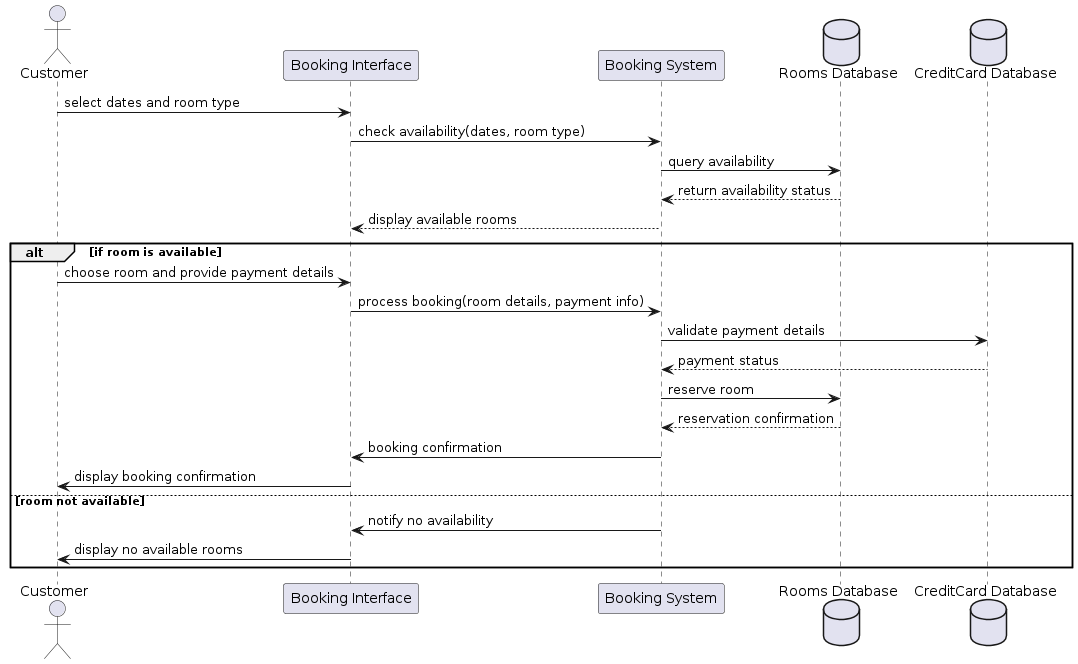 Customer
Booking Interface
Booking System
Rooms Database
CreditCard Database
select dates and room type
check availability(dates, room type)
query availability
return availability status
display available rooms
alt [if room is available]
choose room and provide payment details
process booking(room details, payment info)
validate payment details
payment status
reserve room
reservation confirmation
booking confirmation
display booking confirmation
[room not available]
notify no availability
display no available rooms
Customer
Booking Interface
Booking System
Rooms Database
CreditCard Database